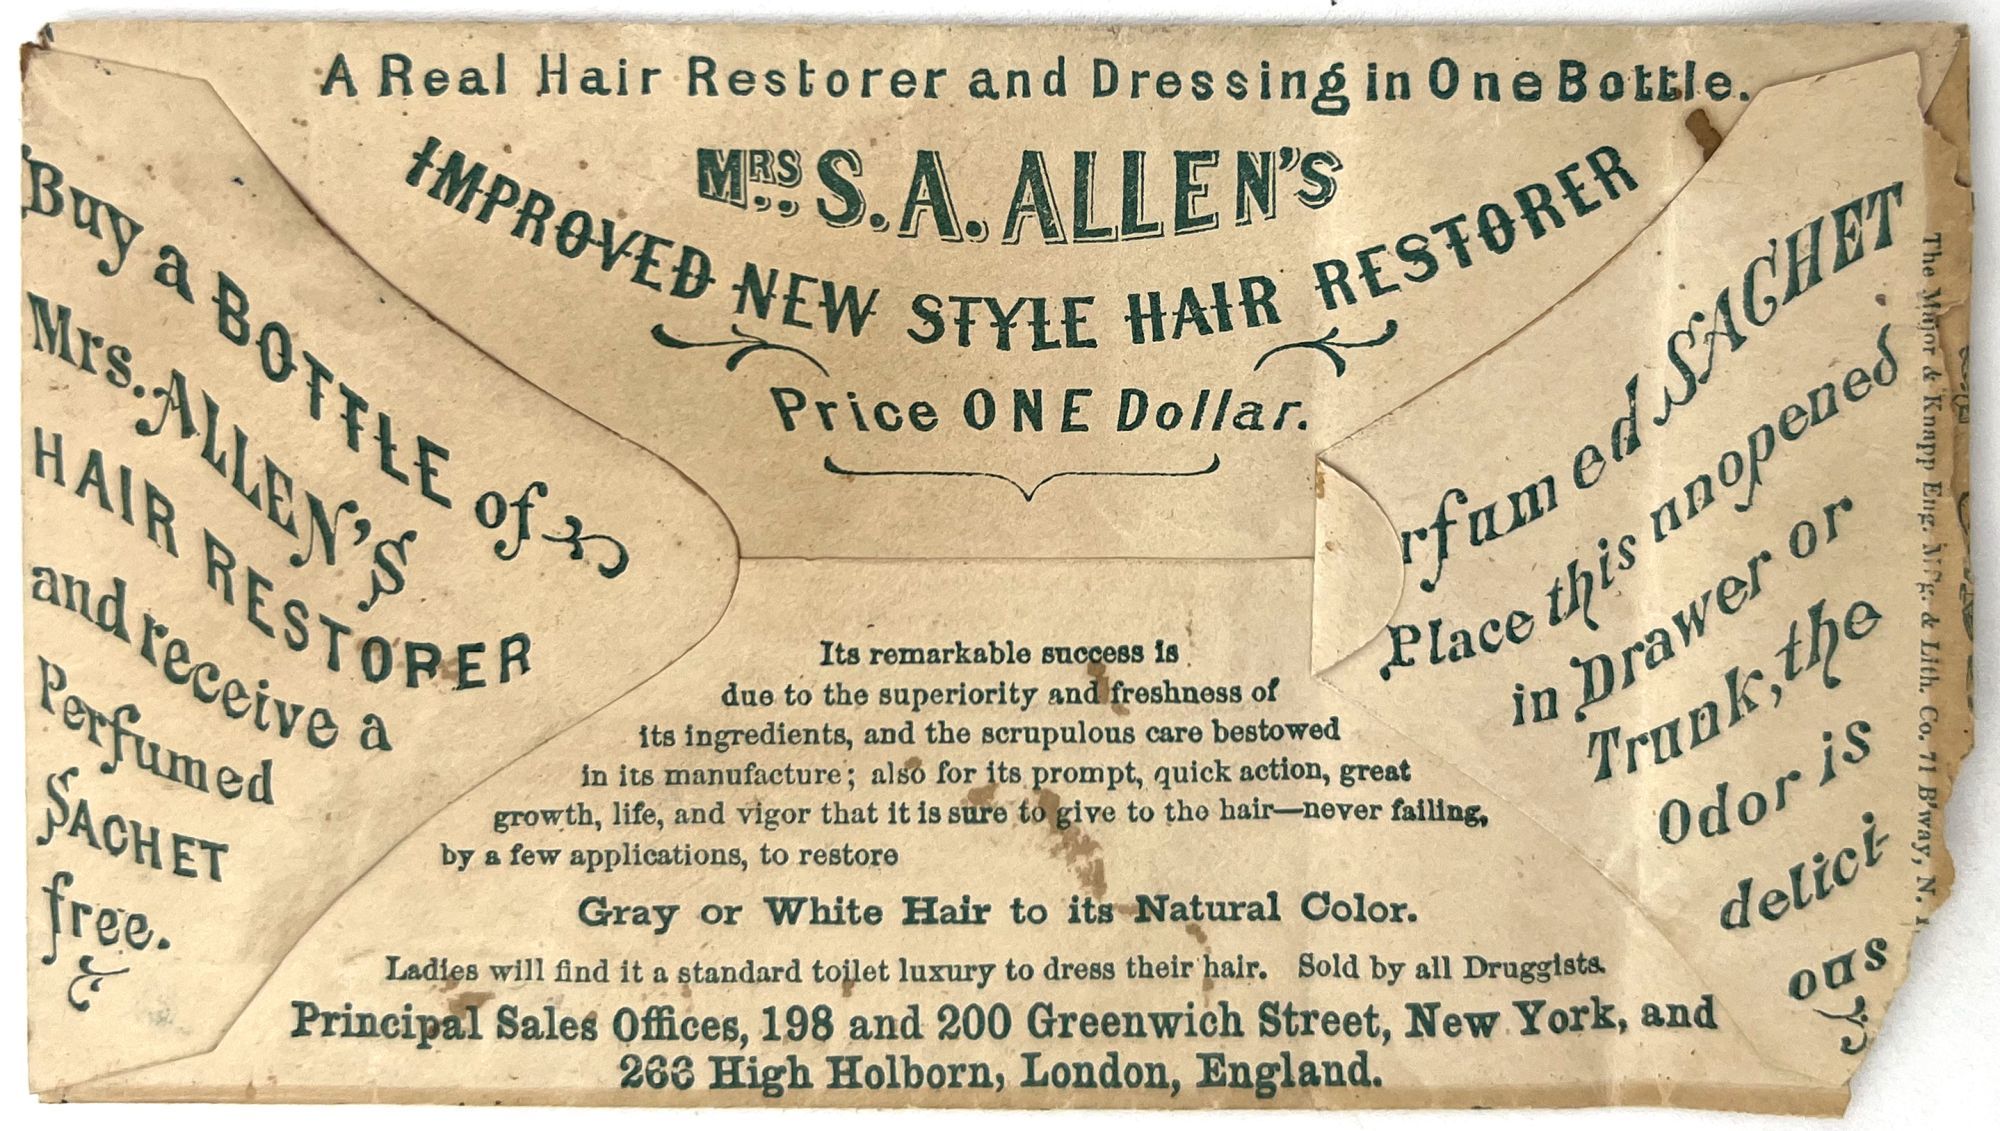 A Real Hair Restorer and Dressing in One Bottle.
MRS. S. A. ALLEN'S
IMPROVED NEW STYLE HAIR RESTORER
Price ONE Dollar.
Buy a BOTTLE of
Mrs. ALLEN'S
HAIR RESTORER
and receive a
Perfumed
SACHET
free.
rfumed SACHET
Place this unopened
in Drawer or
Trunk, the
Odor is
delici-
ous
Its remarkable success is
due to the superiority and freshness of
its ingredients, and the scrupulous care bestowed
in its manufacture; also for its prompt, quick action, great
growth, life, and vigor that it is sure to give to the hair—never failing,
by a few applications, to restore
Gray or White Hair to its Natural Color.
Ladies will find it a standard toilet luxury to dress their hair. Sold by all Druggists.
Principal Sales Offices, 198 and 200 Greenwich Street, New York, and
266 High Holborn, London, England.
The Major & Knapp Eng. Mfg. & Lith. Co. 71 B'way, N.